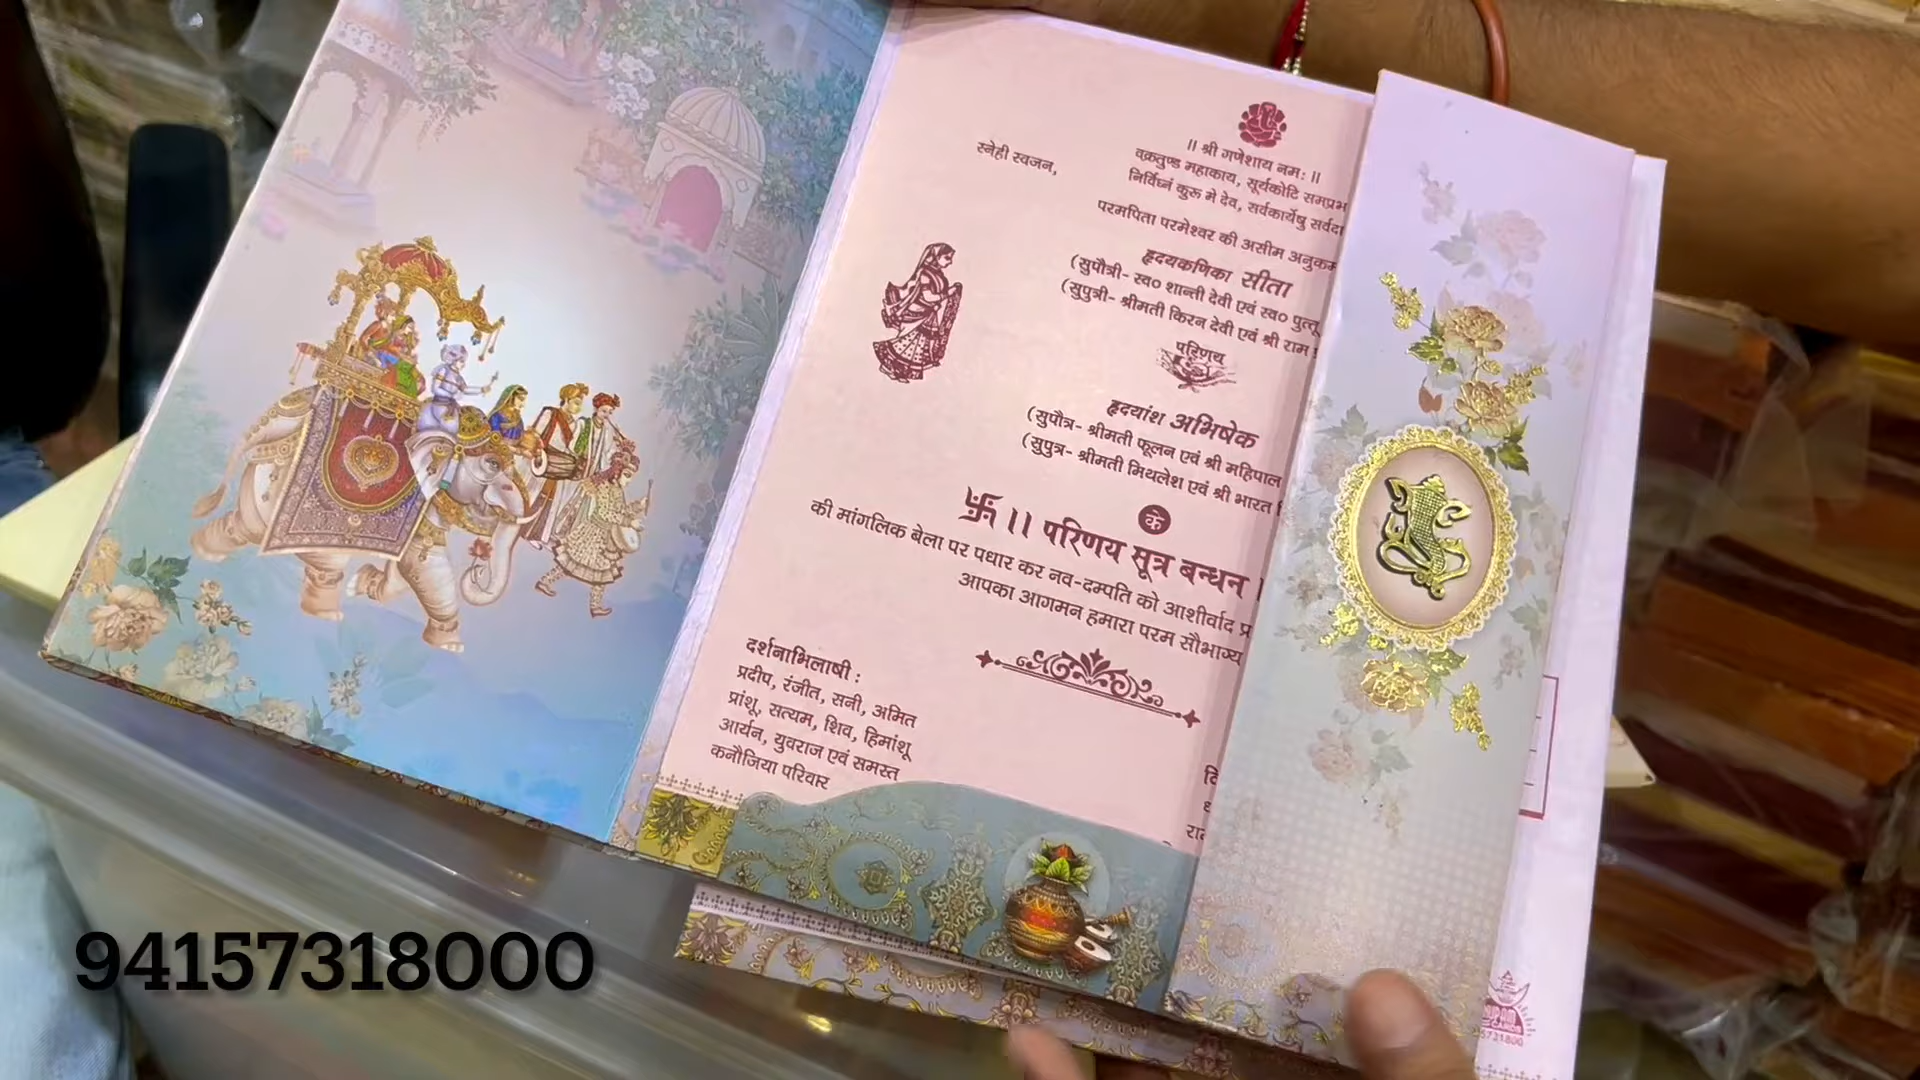 || श्री गणेशाय नमः ||
वक्रतुण्ड महाकाय, सूर्यकोटि समप्रभ
निर्विघ्नं कुरू मे देव, सर्वकार्येषु सर्वदा
स्नेही स्वजन,
परमपिता परमेश्वर की असीम
हृदयकणिका सीता
(सुपौत्री- स्व० शान्ती देवी एवं स्व० पुत्तू
(सुपुत्री- श्रीमती किरन देवी एवं श्री राम
परिणय
हृदयांश अभिषेक
(सुपौत्र- श्रीमती फूलन एवं श्री महिपाल
(सुपुत्र- श्रीमती मिथलेश एवं श्री भारत
के
卐 || परिणय सूत्र बन्धन
की मांगलिक बेला पर पधार कर नव-दम्पति को आशीर्वाद
आपका आगमन हमारा परम सौभाग्य
दर्शनाभिलाषी :
प्रदीप, रंजीत, सनी, अमित
प्रांशू, सत्यम, शिव, हिमांशू
आर्यन, युवराज एवं समस्त
कनौजिया परिवार
94157318000